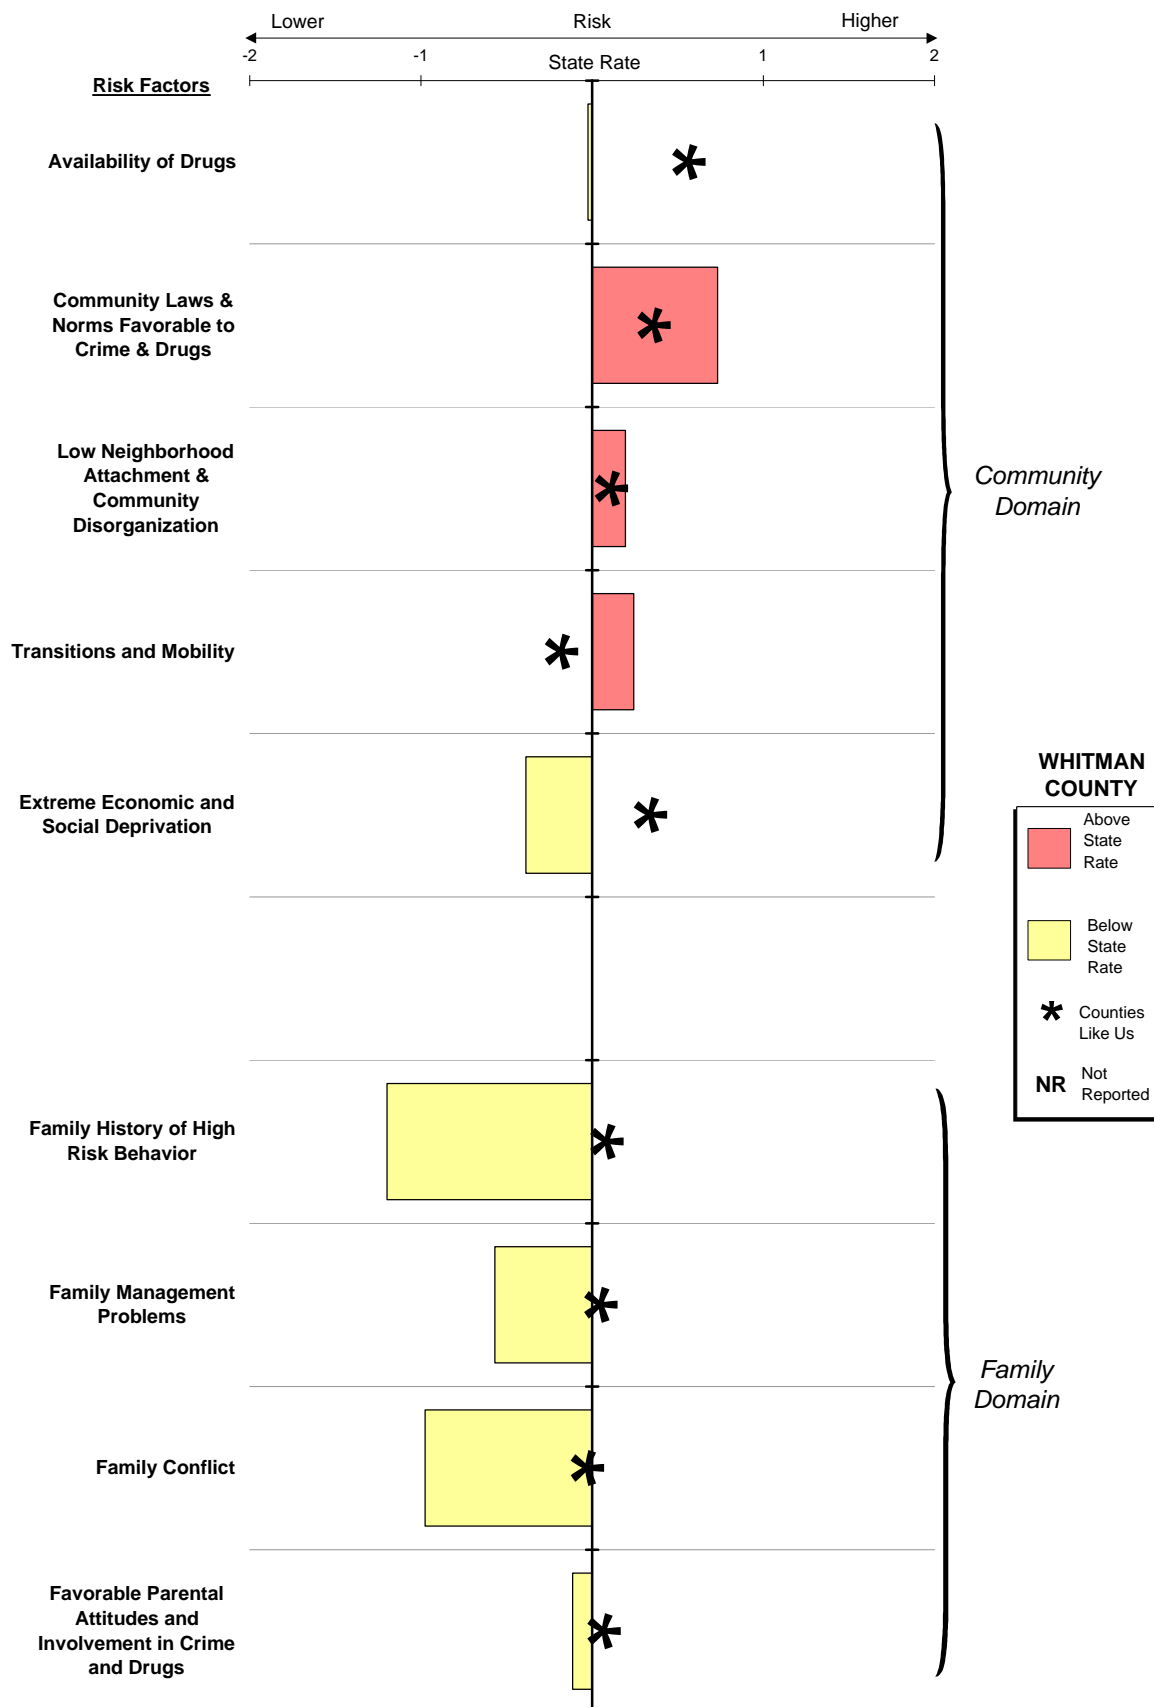 Lower Risk Higher
-2 -1 State Rate 1 2
Risk Factors
Availability of Drugs
Community Laws &
Norms Favorable to
Crime & Drugs
Low Neighborhood
Attachment &
Community
Disorganization
Transitions and Mobility
Extreme Economic and
Social Deprivation
Community
Domain
WHITMAN
COUNTY
Above
State
Rate
Below
State
Rate
* Counties
Like Us
NR Not
Reported
Family History of High
Risk Behavior
Family Management
Problems
Family Conflict
Favorable Parental
Attitudes and
Involvement in Crime
and Drugs
Family
Domain